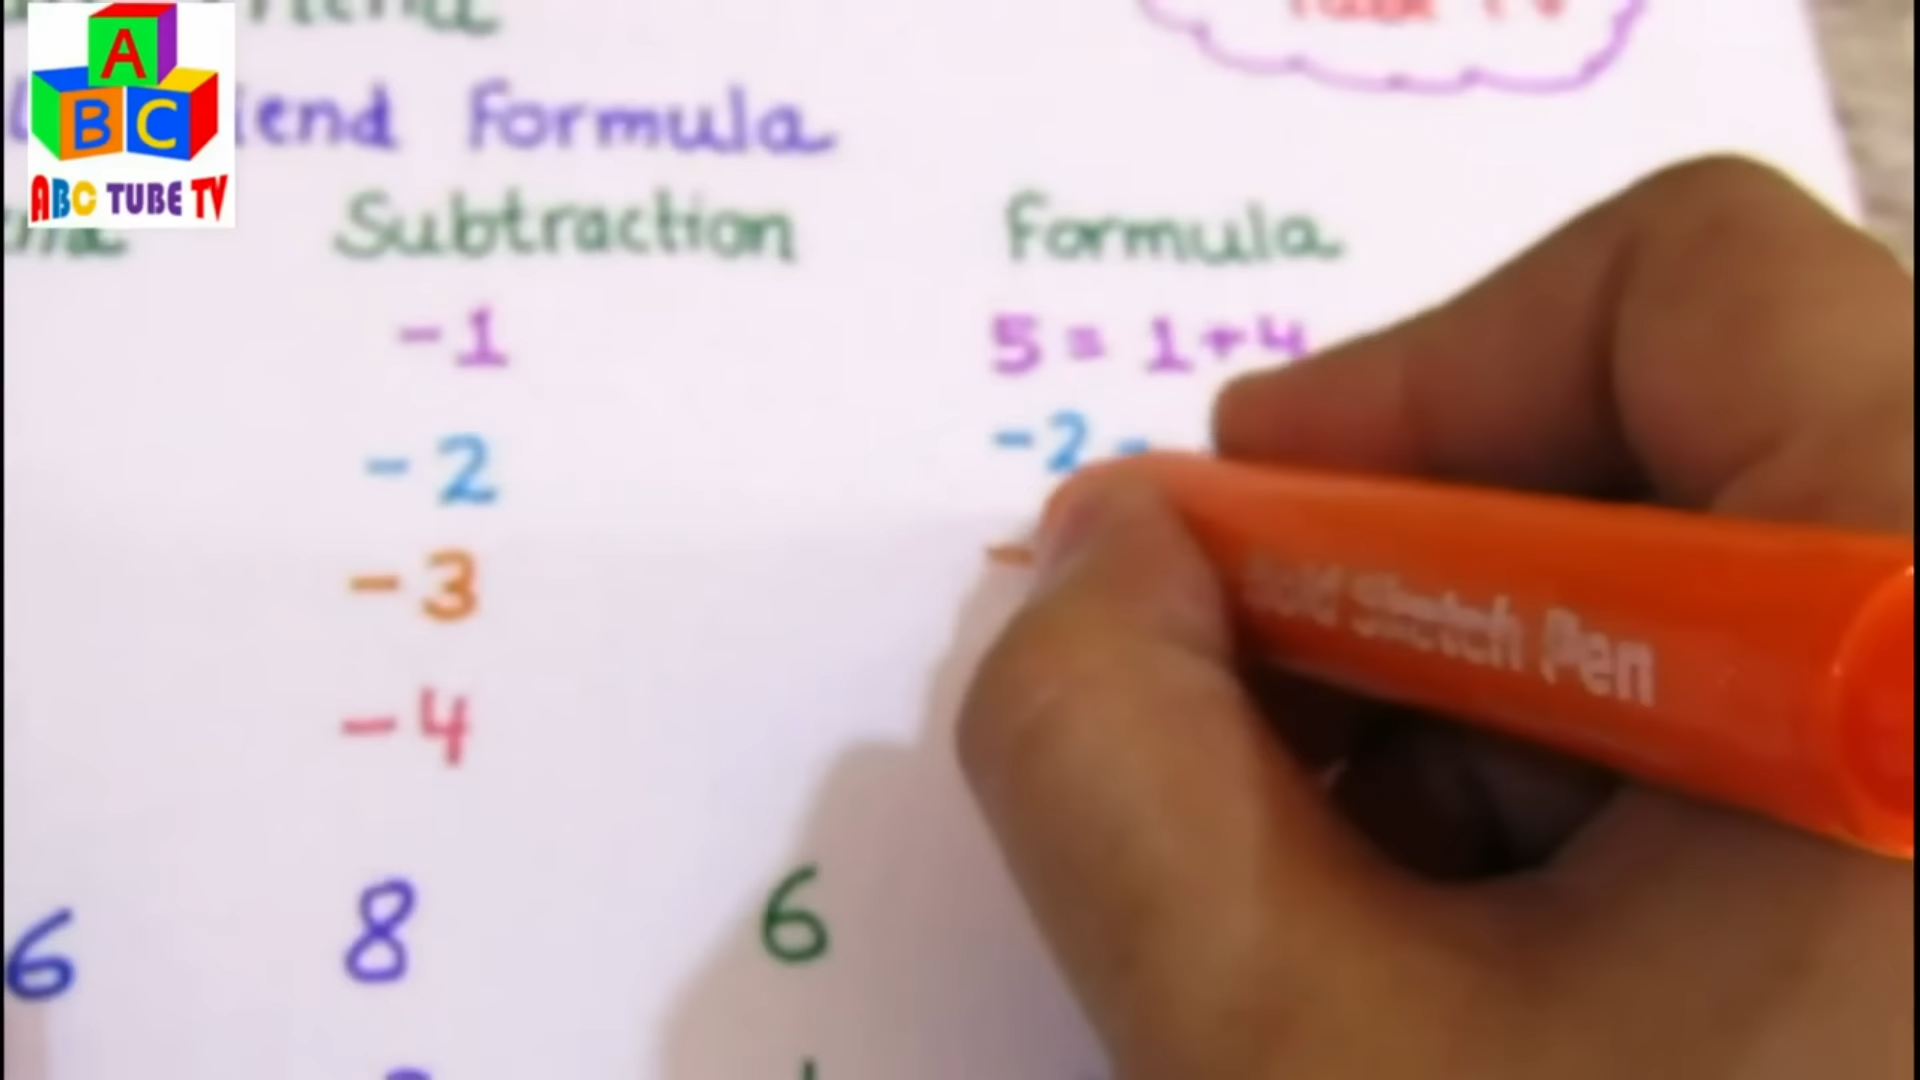 A
B C
ABC TUBE TV
Formula
Subtraction Formula
-1 5 = 1+4
-2 -2 -
-3 -
-4
6 8 6
Sketch Pen